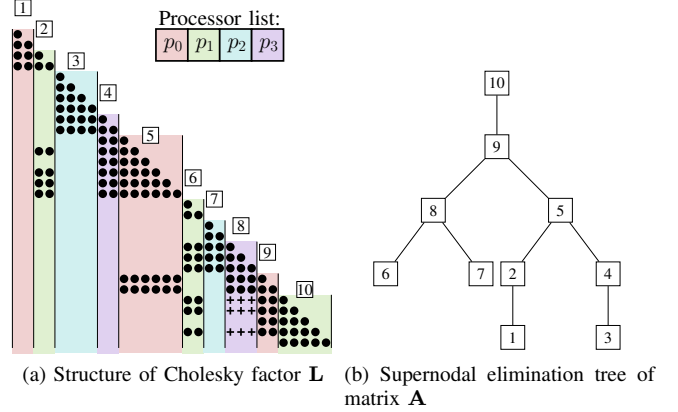 Processor list:
p0 p1 p2 p3
1
2
3
4
5
6
7
8
9
10
+++
+++
+++
10
9
8 5
6 7 2 4
1 3
(a) Structure of Cholesky factor L
(b) Supernodal elimination tree of
matrix A